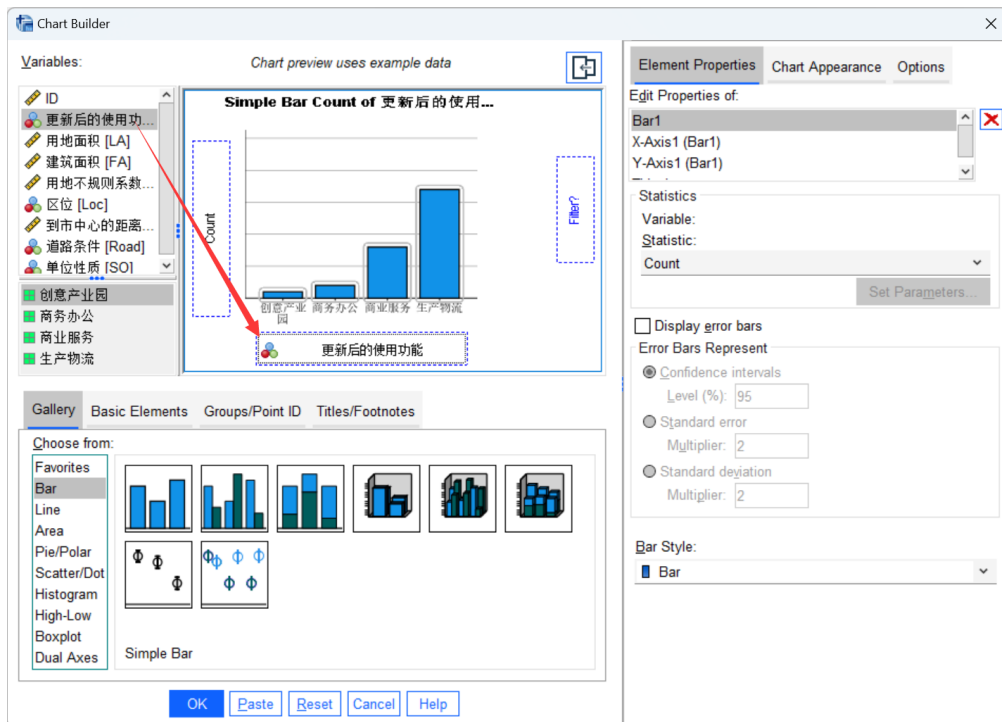 Chart Builder
Variables:
Chart preview uses example data
ID
更新后的使用功...
用地面积 [LA]
建筑面积 [FA]
用地不规则系数...
区位 [Loc]
到市中心的距离...
道路条件 [Road]
单位性质 [SO]
创意产业园
商务办公
商业服务
生产物流
Simple Bar Count of 更新后的使用...
Count
Filter?
创意产业园 商务办公 商业服务 生产物流
更新后的使用功能
Gallery Basic Elements Groups/Point ID Titles/Footnotes
Choose from:
Favorites
Bar
Line
Area
Pie/Polar
Scatter/Dot
Histogram
High-Low
Boxplot
Dual Axes
Simple Bar
OK Paste Reset Cancel Help
Element Properties Chart Appearance Options
Edit Properties of:
Bar1
X-Axis1 (Bar1)
Y-Axis1 (Bar1)
Statistics
Variable:
Statistic:
Count
Set Parameters...
Display error bars
Error Bars Represent
Confidence intervals
Level (%): 95
Standard error
Multiplier: 2
Standard deviation
Multiplier: 2
Bar Style:
Bar